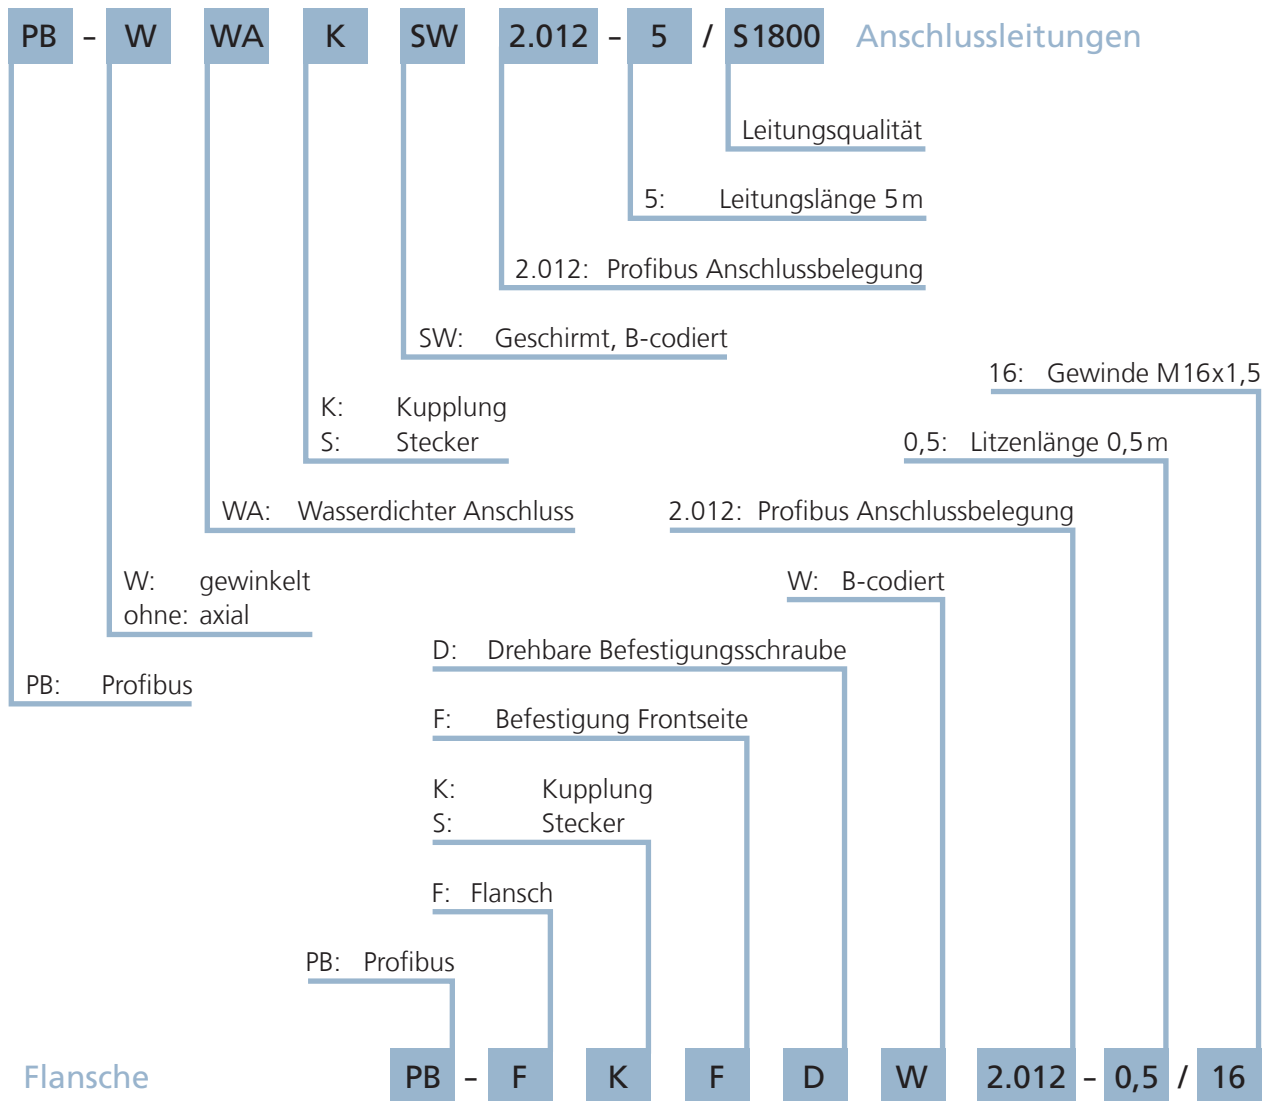 PB – W WA K SW 2.012 – 5 / S1800 Anschlussleitungen
Leitungsqualität
5: Leitungslänge 5 m
2.012: Profibus Anschlussbelegung
SW: Geschirmt, B-codiert
16: Gewinde M16x1,5
K: Kupplung
S: Stecker
0,5: Litzenlänge 0,5 m
WA: Wasserdichter Anschluss
2.012: Profibus Anschlussbelegung
W: gewinkelt
ohne: axial
W: B-codiert
D: Drehbare Befestigungsschraube
PB: Profibus
F: Befestigung Frontseite
K: Kupplung
S: Stecker
F: Flansch
PB: Profibus
Flansche PB – F K F D W 2.012 – 0,5 / 16